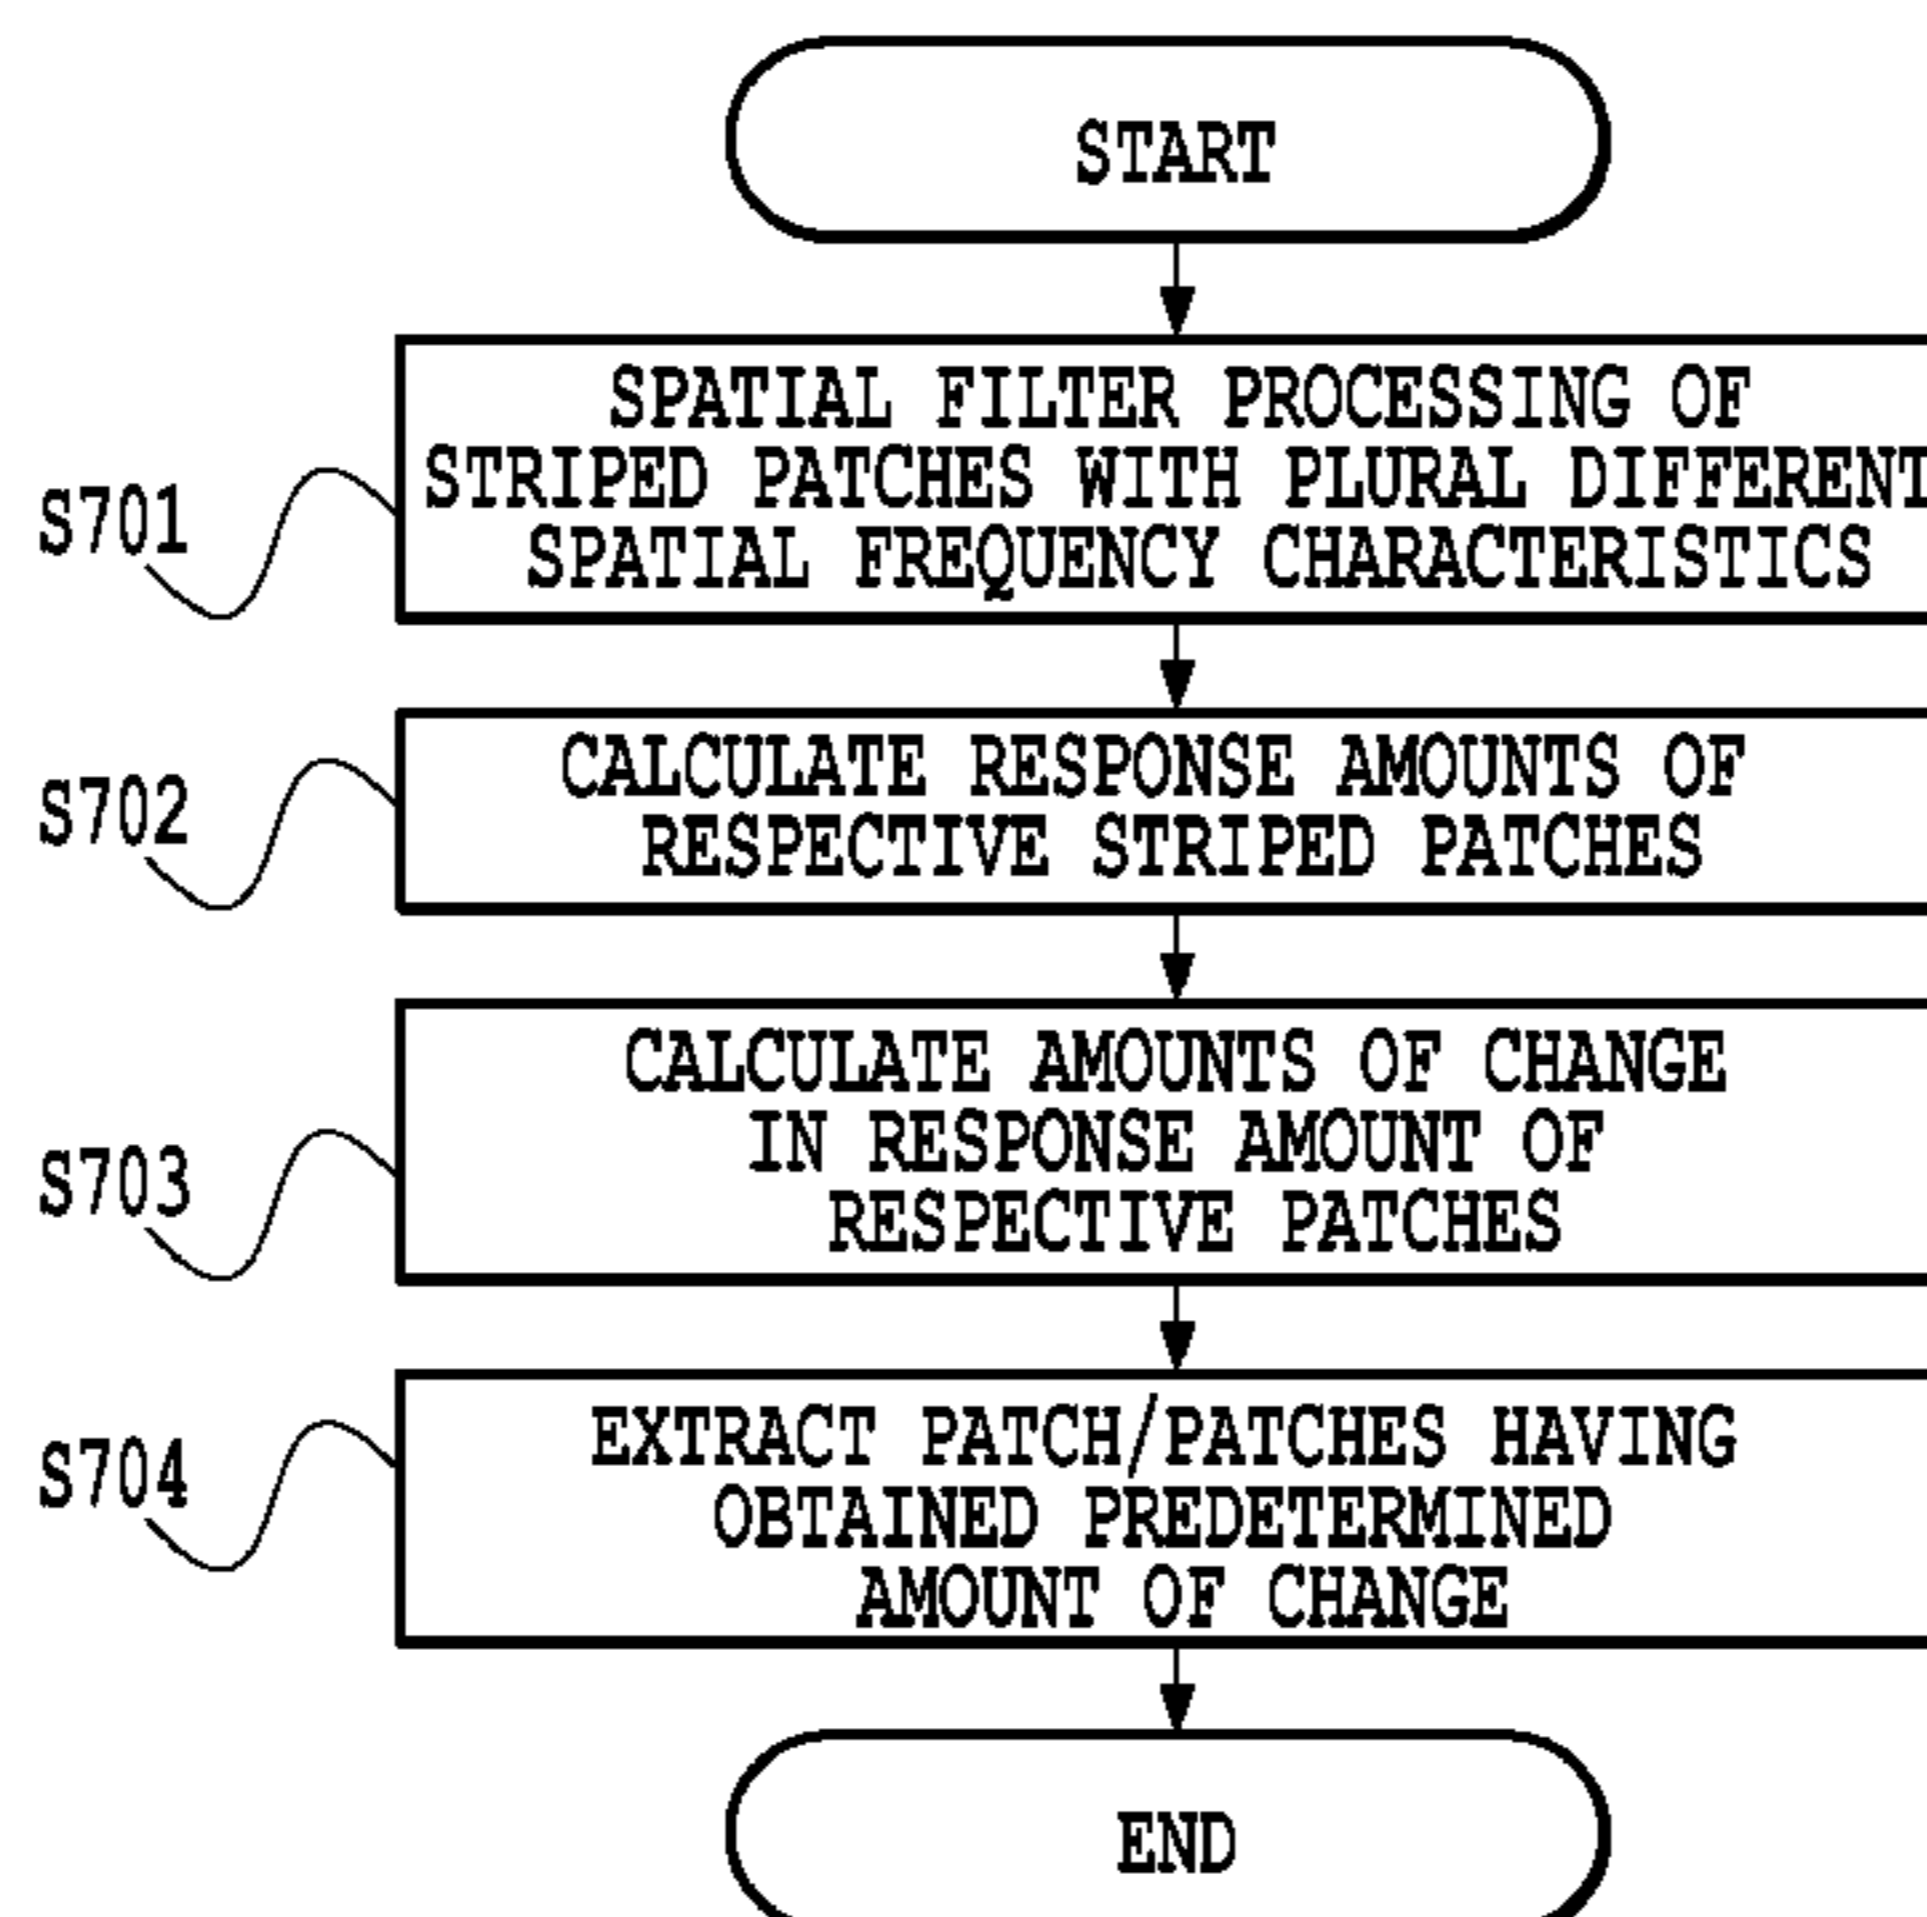 START
SPATIAL FILTER PROCESSING OF
STRIPED PATCHES WITH PLURAL DIFFERENT
SPATIAL FREQUENCY CHARACTERISTICS
S701
CALCULATE RESPONSE AMOUNTS OF
RESPECTIVE STRIPED PATCHES
S702
CALCULATE AMOUNTS OF CHANGE
IN RESPONSE AMOUNT OF
RESPECTIVE PATCHES
S703
EXTRACT PATCH/PATCHES HAVING
OBTAINED PREDETERMINED
AMOUNT OF CHANGE
S704
END